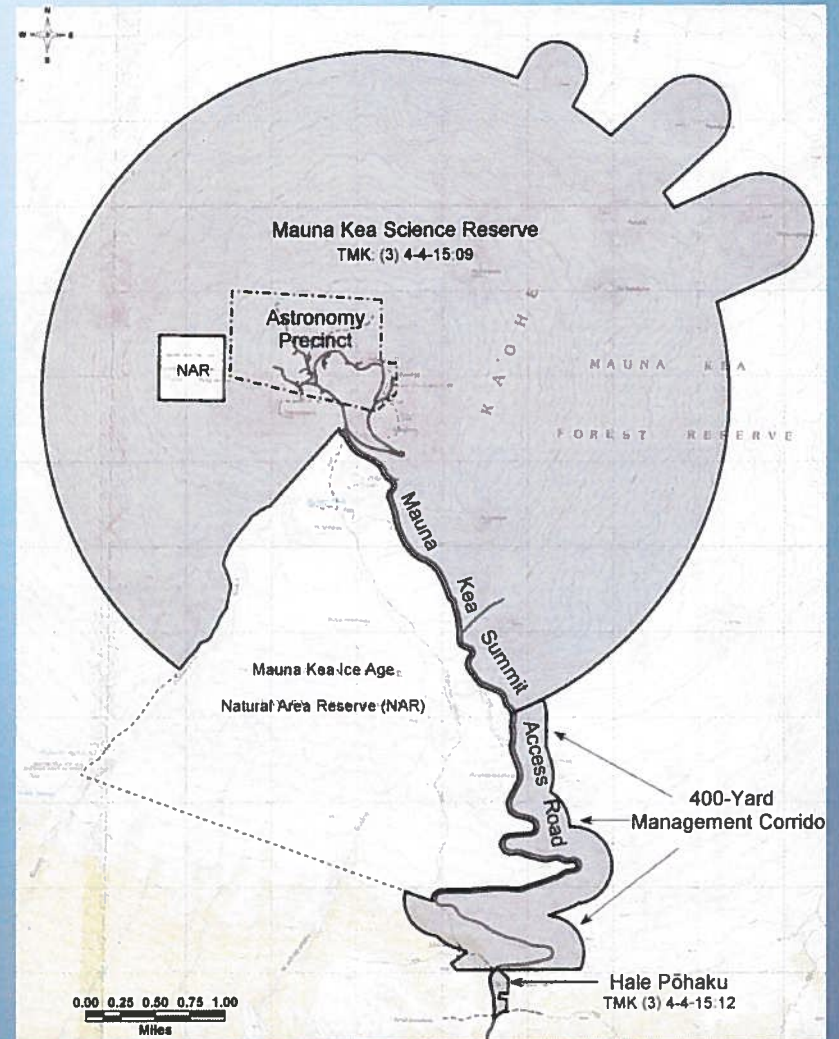 N
W E
S
Mauna Kea Science Reserve
TMK: (3) 4-4-15:09
Astronomy
Precinct
NAR
KA'OHE
MAUNA KEA
FOREST RESERVE
Mauna
Kea
Summit
Access
Road
Mauna Kea Ice Age
Natural Area Reserve (NAR)
400-Yard
Management Corrido
Hale Pōhaku
TMK (3) 4-4-15:12
0.00 0.25 0.50 0.75 1.00
Miles